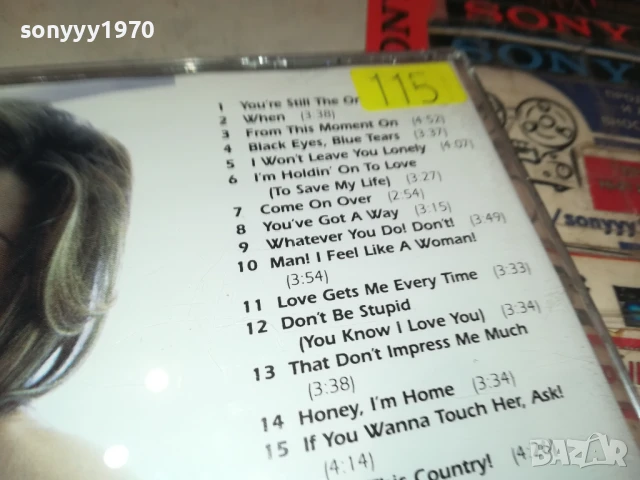 sonyyy1970
SONY
SONY
115
1 You're Still The
2 When (3:38)
3 From This Moment On (4:52)
4 Black Eyes, Blue Tears (3:37)
5 I Won't Leave You Lonely (4:07)
6 I'm Holdin' On To Love
(To Save My Life) (3:27)
7 Come On Over (2:54)
8 You've Got A Way (3:15)
9 Whatever You Do! Don't! (3:49)
10 Man! I Feel Like A Woman!
(3:54)
11 Love Gets Me Every Time (3:33)
12 Don't Be Stupid
(You Know I Love You) (3:34)
13 That Don't Impress Me Much
(3:38)
14 Honey, I'm Home (3:34)
15 If You Wanna Touch Her, Ask!
(4:14)
This Country!
/sonyyy
BAZAR